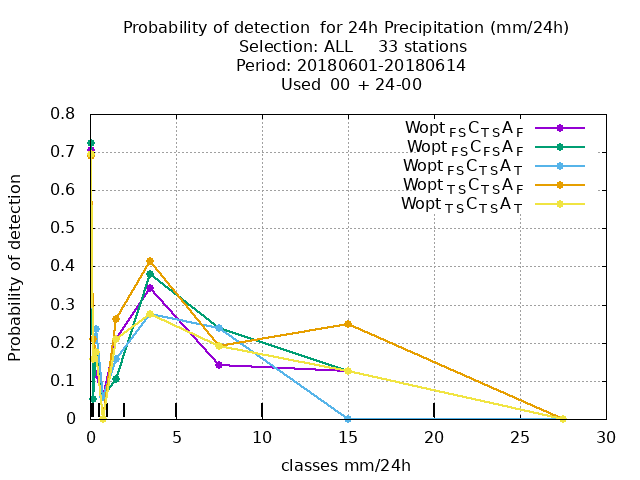 Probability of detection  for 24h Precipitation (mm/24h)
Selection: ALL     33 stations
Period: 20180601-20180614
Used  00 + 24-00
Wopt FS C TS A F
Wopt FS C FS A F
Wopt FS C TS A T
Wopt TS C TS A F
Wopt TS C TS A T
Probability of detection
0.8
0.7
0.6
0.5
0.4
0.3
0.2
0.1
0
0 5 10 15 20 25 30
classes mm/24h